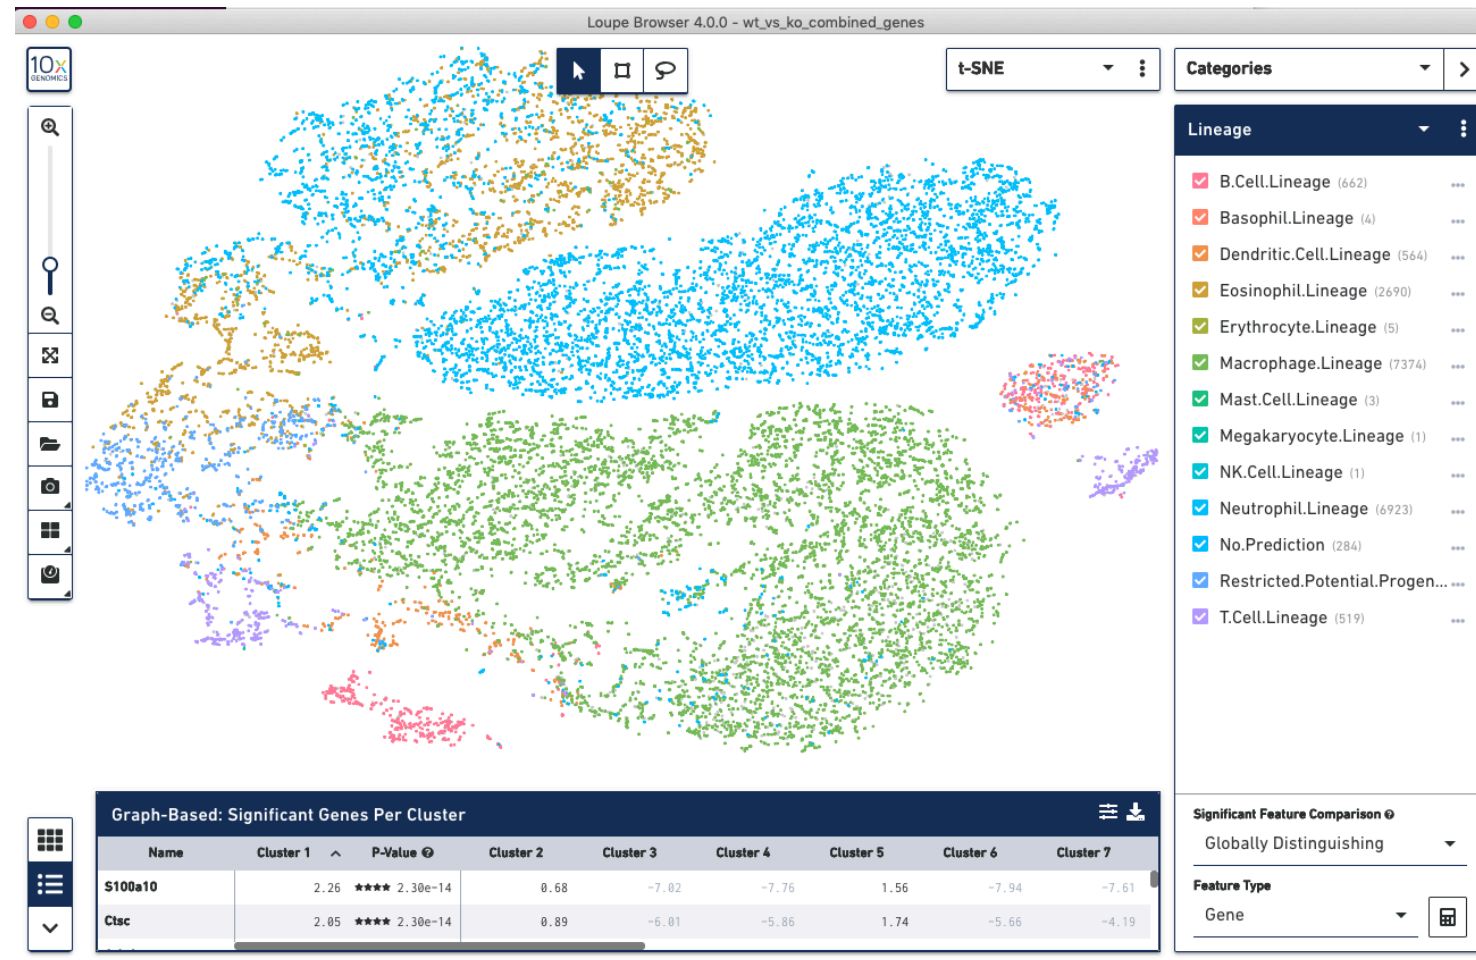 Loupe Browser 4.0.0 - wt_vs_ko_combined_genes
10x
GENOMICS
t-SNE
Categories
Lineage
B.Cell.Lineage (662)
Basophil.Lineage (4)
Dendritic.Cell.Lineage (564)
Eosinophil.Lineage (2690)
Erythrocyte.Lineage (5)
Macrophage.Lineage (7374)
Mast.Cell.Lineage (3)
Megakaryocyte.Lineage (1)
NK.Cell.Lineage (1)
Neutrophil.Lineage (6923)
No.Prediction (284)
Restricted.Potential.Progen...
T.Cell.Lineage (519)
Graph-Based: Significant Genes Per Cluster
Name Cluster 1 P-Value Cluster 2 Cluster 3 Cluster 4 Cluster 5 Cluster 6 Cluster 7
S100a10 2.26 ★★★★ 2.30e-14 0.68 -7.02 -7.76 1.56 -7.94 -7.61
Ctsc 2.05 ★★★★ 2.30e-14 0.89 -6.01 -5.86 1.74 -5.66 -4.19
Significant Feature Comparison
Globally Distinguishing
Feature Type
Gene